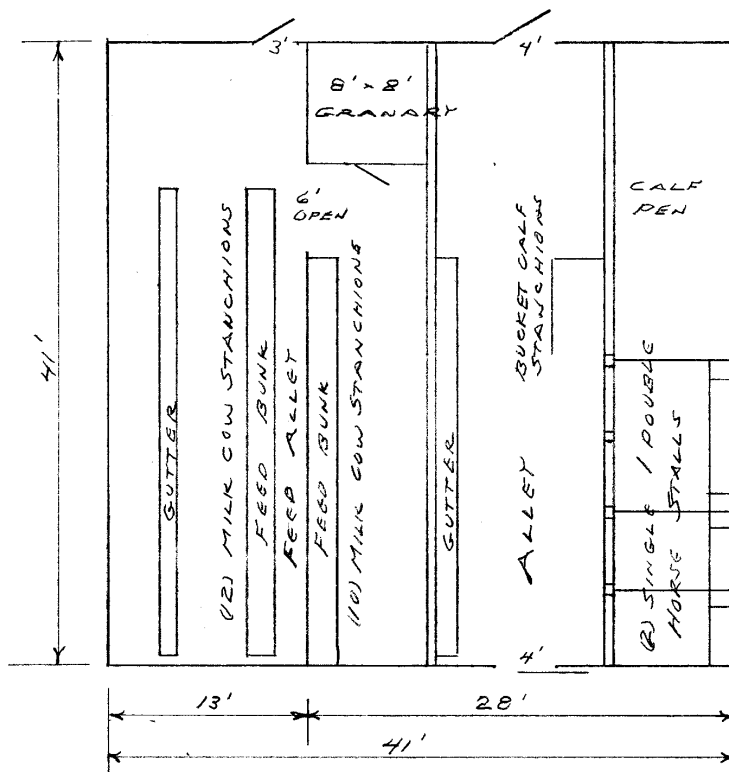 3'
4'
8' x 8'
GRANARY
6'
OPEN
CALF
PEN
41'
GUTTER
(12) MILK COW STANCHIONS
FEED BUNK
FEED ALLEY
FEED BUNK
(10) MILK COW STANCHIONS
GUTTER
BUCKET CALF
STANCHIONS
ALLEY
(2) SINGLE 1 DOUBLE
HORSE STALLS
4'
13'
28'
41'